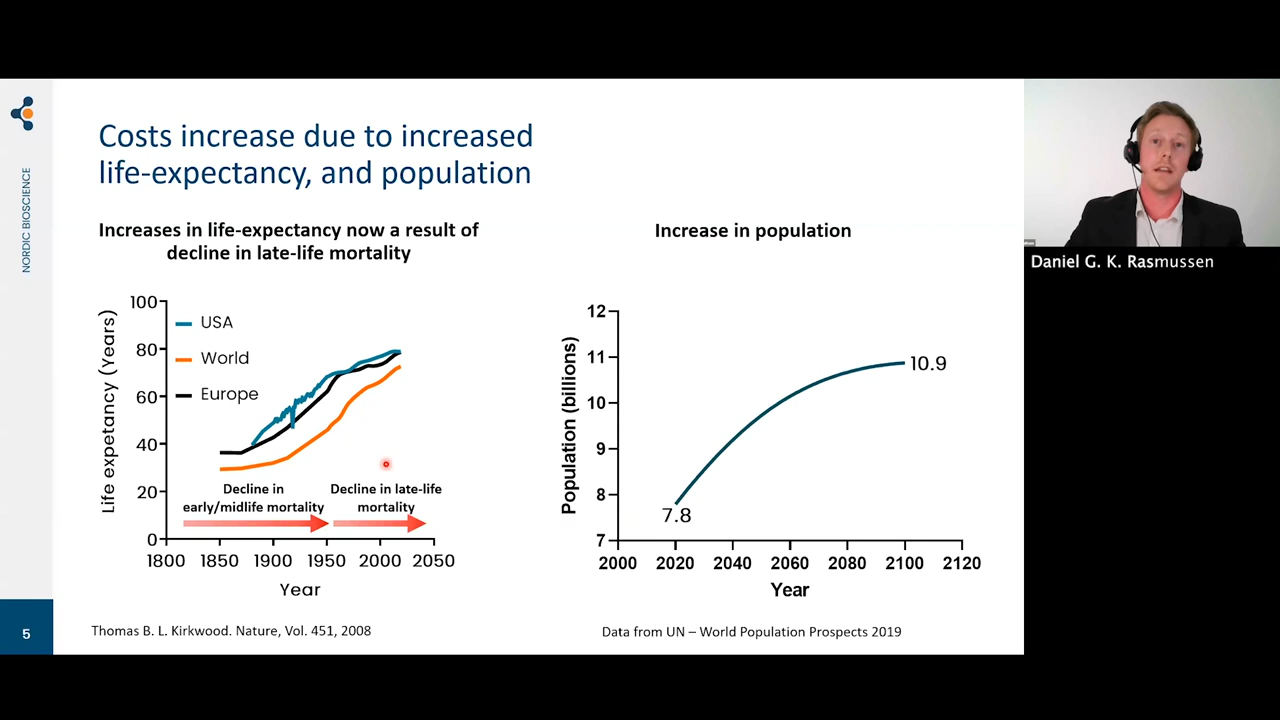 Costs increase due to increased
life-expectancy, and population
NORDIC BIOSCIENCE
Increases in life-expectancy now a result of
decline in late-life mortality
Life expetancy (Years)
100
80
60
40
20
0
USA
World
Europe
Decline in
early/midlife mortality
Decline in late-life
mortality
1800 1850 1900 1950 2000 2050
Year
Thomas B. L. Kirkwood. Nature, Vol. 451, 2008
Increase in population
Population (billions)
12
11
10
9
8
7
10.9
7.8
2000 2020 2040 2060 2080 2100 2120
Year
Data from UN – World Population Prospects 2019
5
Daniel G. K. Rasmussen